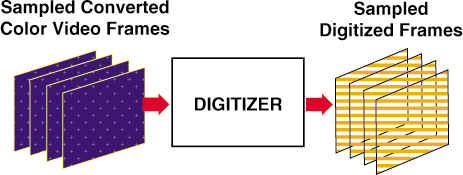 Sampled Converted
Color Video Frames
DIGITIZER
Sampled
Digitized Frames